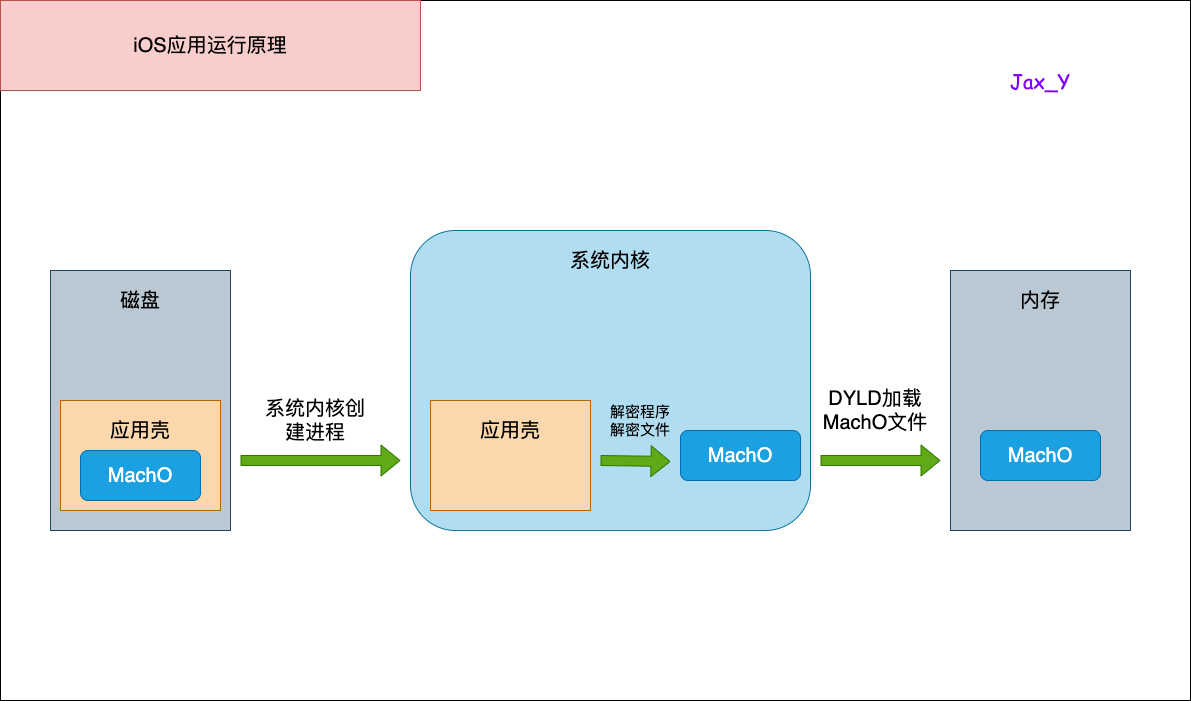 iOS应用运行原理
Jax_Y
系统内核
磁盘
内存
应用壳
MachO
系统内核创
建进程
应用壳
解密程序
解密文件
MachO
DYLD加载
MachO文件
MachO